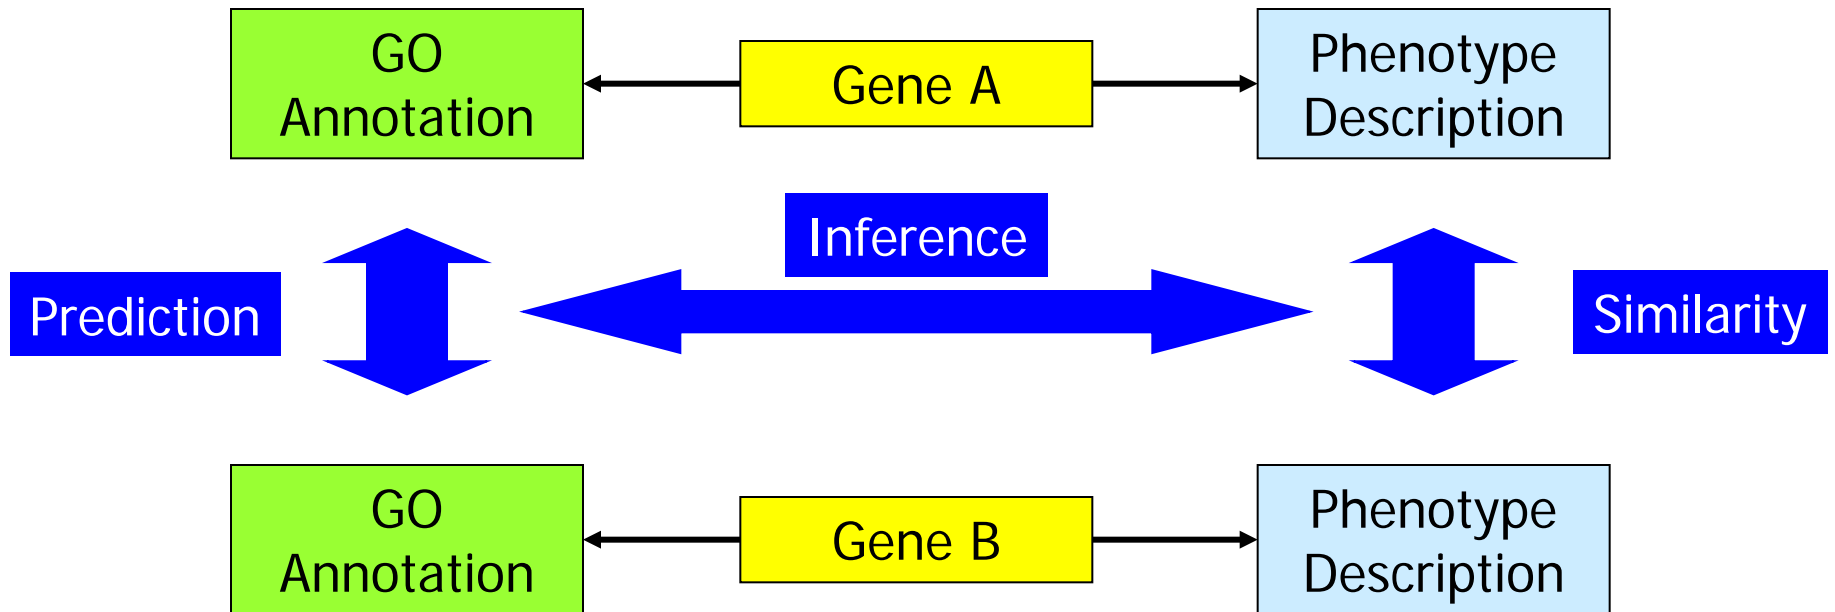 GO
Annotation
Gene A
Phenotype
Description
Inference
Prediction
Similarity
GO
Annotation
Gene B
Phenotype
Description